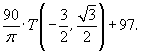 90/π · T(−3/2, √3/2) + 97.